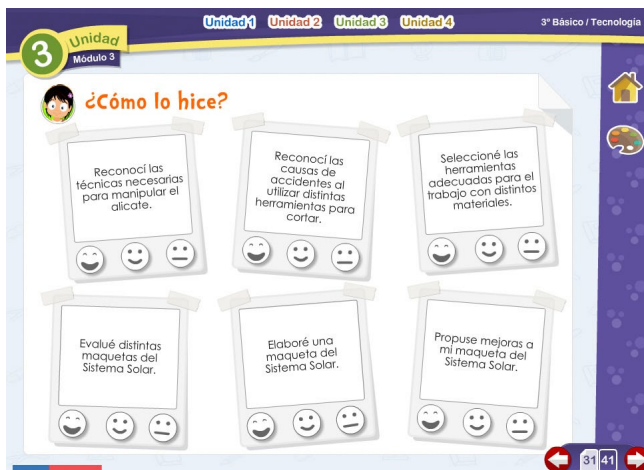 Unidad 1 Unidad 2 Unidad 3 Unidad 4
3º Básico / Tecnología
3
Unidad
Módulo 3
¿Cómo lo hice?
Reconocí las
técnicas necesarias
para manipular el
alicate.
Reconocí las
causas de
accidentes al
utilizar distintas
herramientas para
cortar.
Seleccioné las
herramientas
adecuadas para el
trabajo con distintos
materiales.
Evalué distintas
maquetas del
Sistema Solar.
Elaboré una
maqueta del
Sistema Solar.
Propuse mejoras a
mi maqueta del
Sistema Solar.
31 41